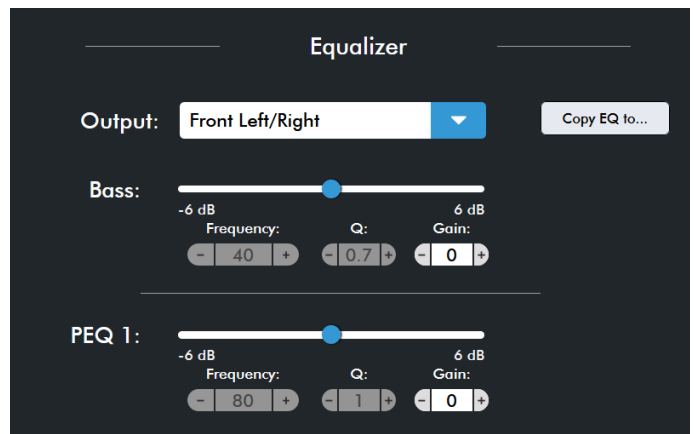 Equalizer
Output: Front Left/Right Copy EQ to...
Bass:
-6 dB 6 dB
Frequency: Q: Gain:
- 40 + - 0.7 + - 0 +
PEQ 1:
-6 dB 6 dB
Frequency: Q: Gain:
- 80 + - 1 + - 0 +